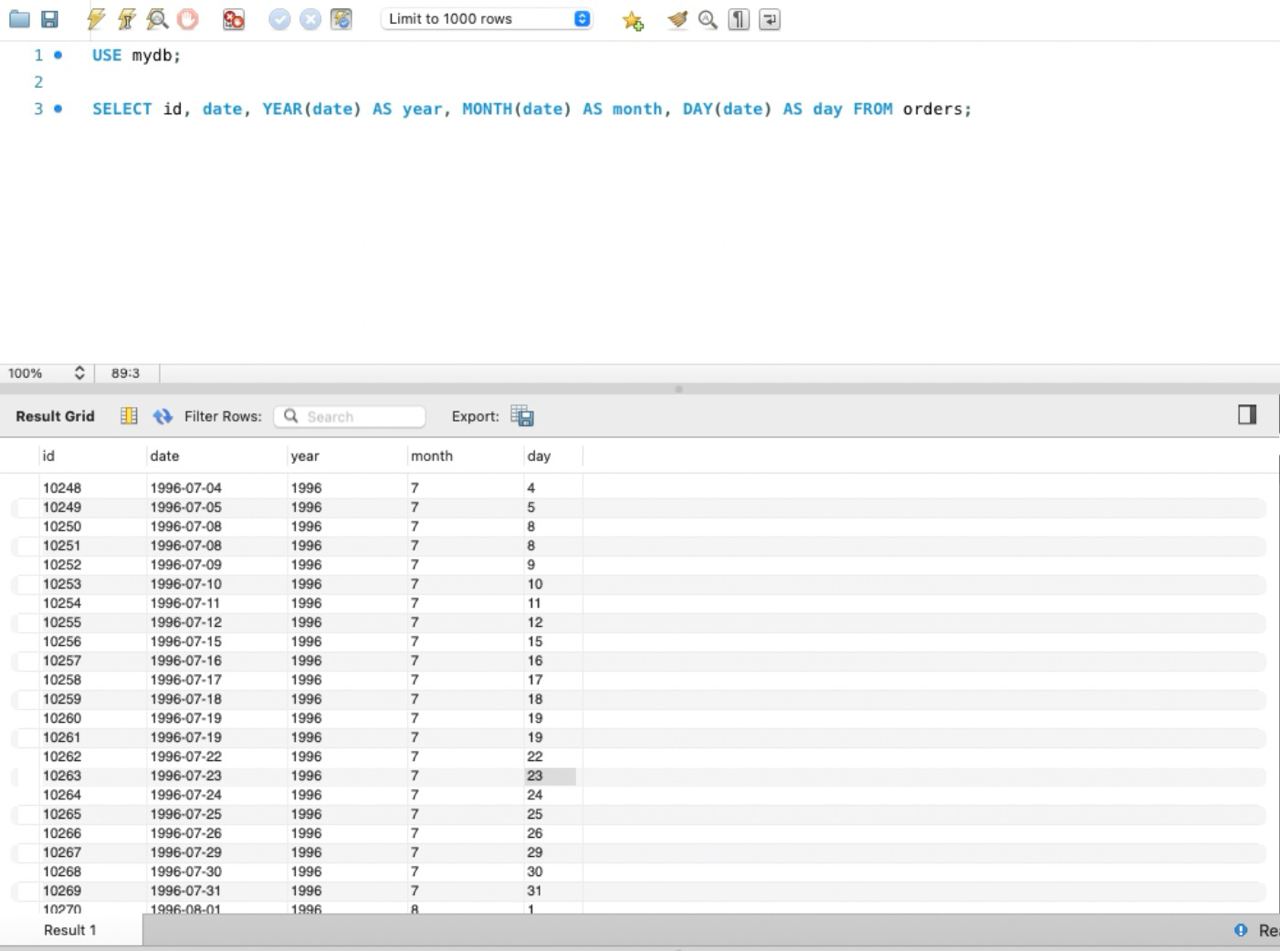 Limit to 1000 rows
1 USE mydb;
2
3 SELECT id, date, YEAR(date) AS year, MONTH(date) AS month, DAY(date) AS day FROM orders;
100% 89:3
Result Grid Filter Rows: Search Export:
id date year month day
10248 1996-07-04 1996 7 4
10249 1996-07-05 1996 7 5
10250 1996-07-08 1996 7 8
10251 1996-07-08 1996 7 8
10252 1996-07-09 1996 7 9
10253 1996-07-10 1996 7 10
10254 1996-07-11 1996 7 11
10255 1996-07-12 1996 7 12
10256 1996-07-15 1996 7 15
10257 1996-07-16 1996 7 16
10258 1996-07-17 1996 7 17
10259 1996-07-18 1996 7 18
10260 1996-07-19 1996 7 19
10261 1996-07-19 1996 7 19
10262 1996-07-22 1996 7 22
10263 1996-07-23 1996 7 23
10264 1996-07-24 1996 7 24
10265 1996-07-25 1996 7 25
10266 1996-07-26 1996 7 26
10267 1996-07-29 1996 7 29
10268 1996-07-30 1996 7 30
10269 1996-07-31 1996 7 31
10270 1996-08-01 1996 8 1
Result 1 Re